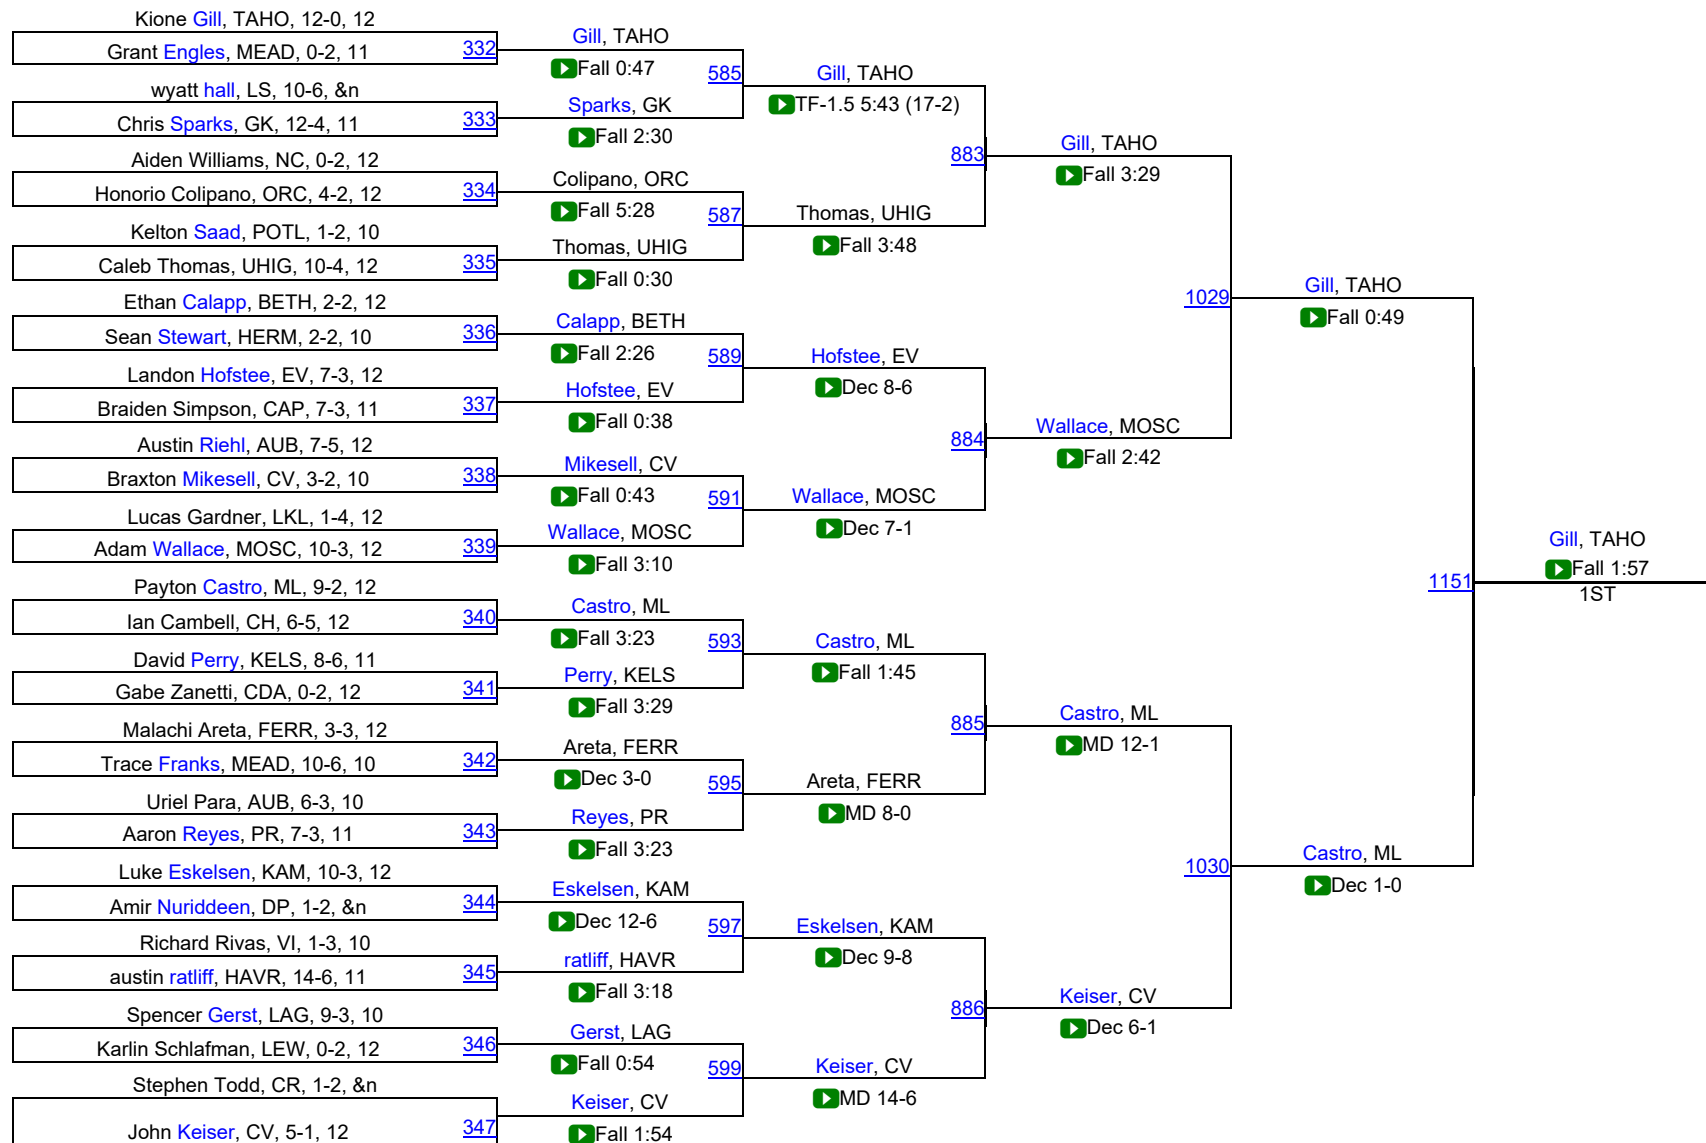 Kione Gill, TAHO, 12-0, 12
Grant Engles, MEAD, 0-2, 11
332
wyatt hall, LS, 10-6, &n
Chris Sparks, GK, 12-4, 11
333
Aiden Williams, NC, 0-2, 12
Honorio Colipano, ORC, 4-2, 12
334
Kelton Saad, POTL, 1-2, 10
Caleb Thomas, UHIG, 10-4, 12
335
Ethan Calapp, BETH, 2-2, 12
Sean Stewart, HERM, 2-2, 10
336
Landon Hofstee, EV, 7-3, 12
Braiden Simpson, CAP, 7-3, 11
337
Austin Riehl, AUB, 7-5, 12
Braxton Mikesell, CV, 3-2, 10
338
Lucas Gardner, LKL, 1-4, 12
Adam Wallace, MOSC, 10-3, 12
339
Payton Castro, ML, 9-2, 12
Ian Cambell, CH, 6-5, 12
340
David Perry, KELS, 8-6, 11
Gabe Zanetti, CDA, 0-2, 12
341
Malachi Areta, FERR, 3-3, 12
Trace Franks, MEAD, 10-6, 10
342
Uriel Para, AUB, 6-3, 10
Aaron Reyes, PR, 7-3, 11
343
Luke Eskelsen, KAM, 10-3, 12
Amir Nuriddeen, DP, 1-2, &n
344
Richard Rivas, VI, 1-3, 10
austin ratliff, HAVR, 14-6, 11
345
Spencer Gerst, LAG, 9-3, 10
Karlin Schlafman, LEW, 0-2, 12
346
Stephen Todd, CR, 1-2, &n
John Keiser, CV, 5-1, 12
347
Gill, TAHO
Fall 0:47
585
Sparks, GK
Fall 2:30
Colipano, ORC
Fall 5:28
587
Thomas, UHIG
Fall 0:30
Calapp, BETH
Fall 2:26
589
Hofstee, EV
Fall 0:38
Mikesell, CV
Fall 0:43
591
Wallace, MOSC
Fall 3:10
Castro, ML
Fall 3:23
593
Perry, KELS
Fall 3:29
Areta, FERR
Dec 3-0
595
Reyes, PR
Fall 3:23
Eskelsen, KAM
Dec 12-6
597
ratliff, HAVR
Fall 3:18
Gerst, LAG
Fall 0:54
599
Keiser, CV
Fall 1:54
Gill, TAHO
TF-1.5 5:43 (17-2)
883
Thomas, UHIG
Fall 3:48
Hofstee, EV
Dec 8-6
884
Wallace, MOSC
Dec 7-1
Castro, ML
Fall 1:45
885
Areta, FERR
MD 8-0
Eskelsen, KAM
Dec 9-8
886
Keiser, CV
MD 14-6
Gill, TAHO
Fall 3:29
1029
Wallace, MOSC
Fall 2:42
Castro, ML
MD 12-1
1030
Keiser, CV
Dec 6-1
Gill, TAHO
Fall 0:49
1151
Castro, ML
Dec 1-0
Gill, TAHO
Fall 1:57
1ST